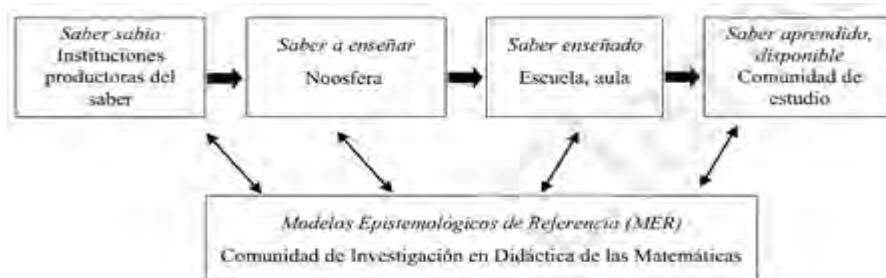 Saber sabio
Instituciones
productoras del
saber
Saber a enseñar
Noosfera
Saber enseñado
Escuela, aula
Saber aprendido,
disponible
Comunidad de
estudio
Modelos Epistemológicos de Referencia (MER)
Comunidad de Investigación en Didáctica de las Matemáticas